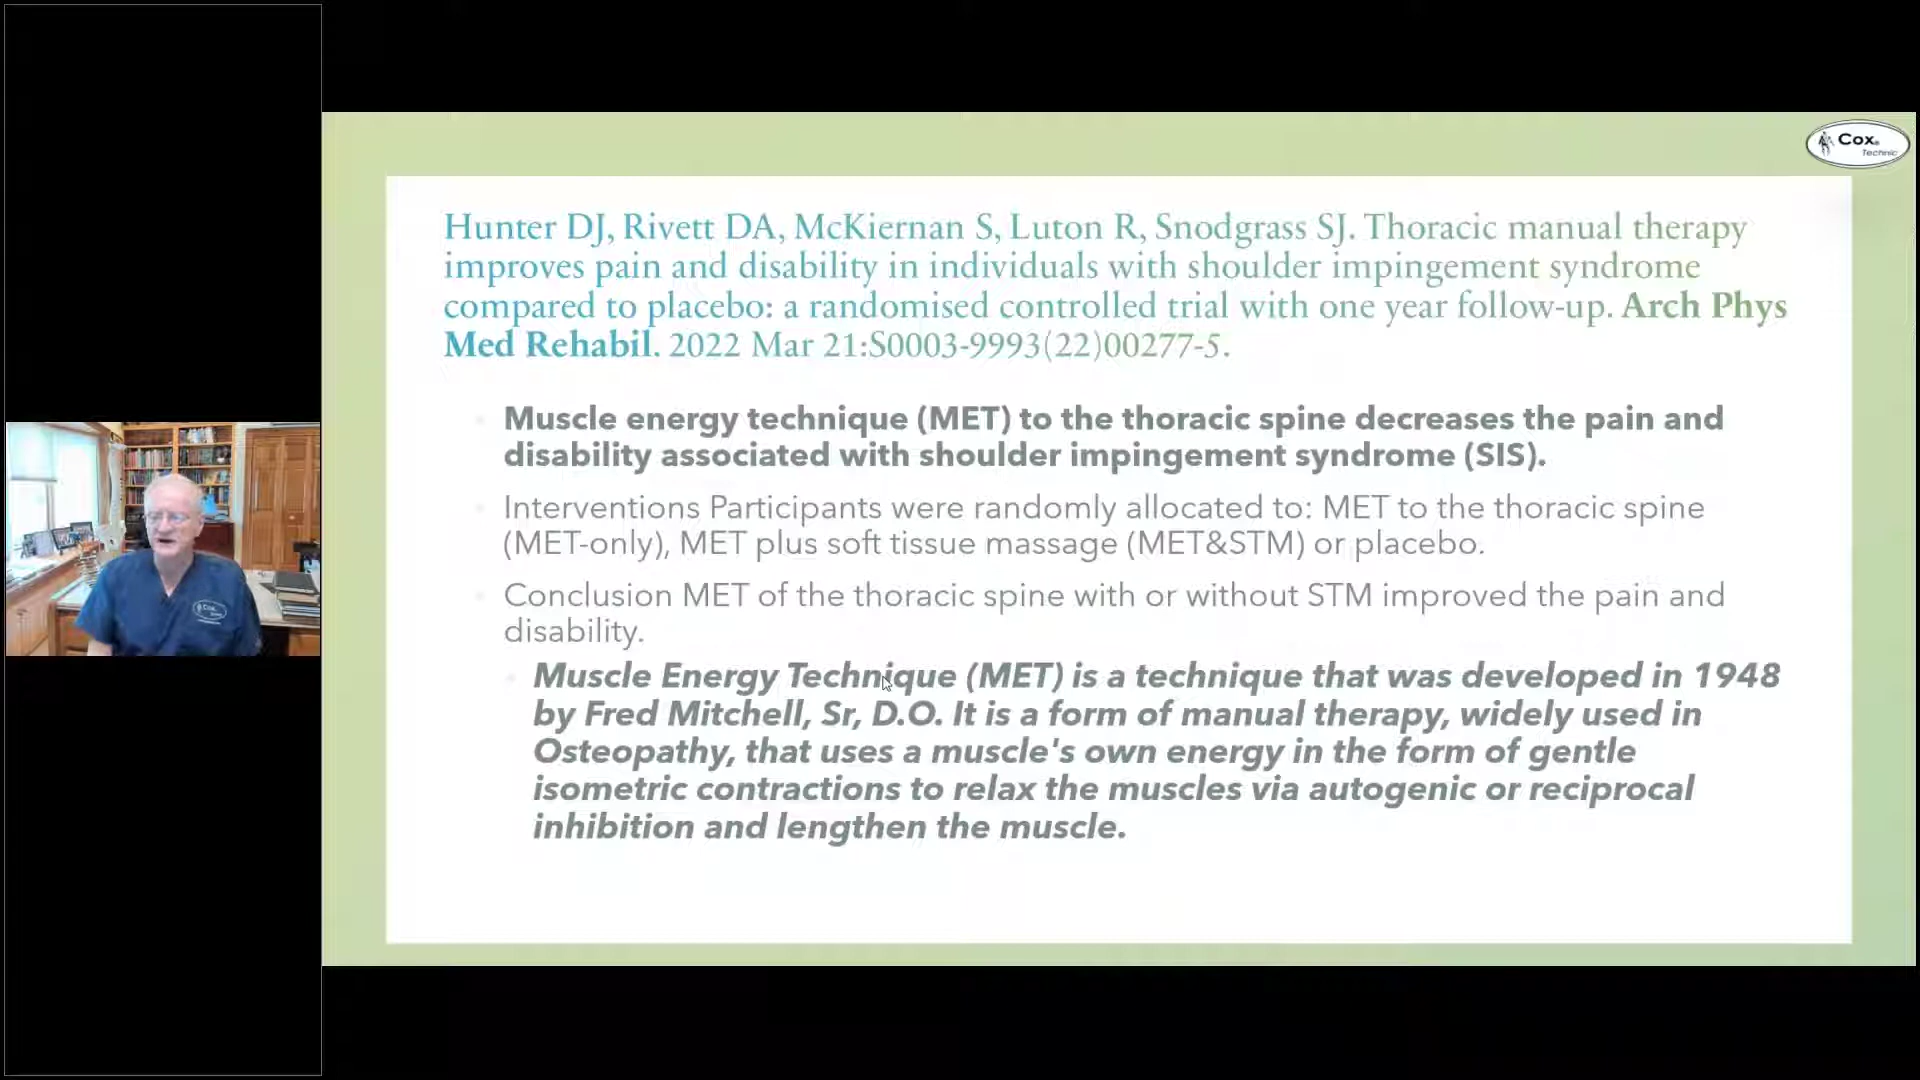 Cox®
Technic
Hunter DJ, Rivett DA, McKiernan S, Luton R, Snodgrass SJ. Thoracic manual therapy
improves pain and disability in individuals with shoulder impingement syndrome
compared to placebo: a randomised controlled trial with one year follow-up. Arch Phys
Med Rehabil. 2022 Mar 21:S0003-9993(22)00277-5.
Muscle energy technique (MET) to the thoracic spine decreases the pain and
disability associated with shoulder impingement syndrome (SIS).
Interventions Participants were randomly allocated to: MET to the thoracic spine
(MET-only), MET plus soft tissue massage (MET&STM) or placebo.
Conclusion MET of the thoracic spine with or without STM improved the pain and
disability.
Muscle Energy Technique (MET) is a technique that was developed in 1948
by Fred Mitchell, Sr, D.O. It is a form of manual therapy, widely used in
Osteopathy, that uses a muscle's own energy in the form of gentle
isometric contractions to relax the muscles via autogenic or reciprocal
inhibition and lengthen the muscle.
Cox